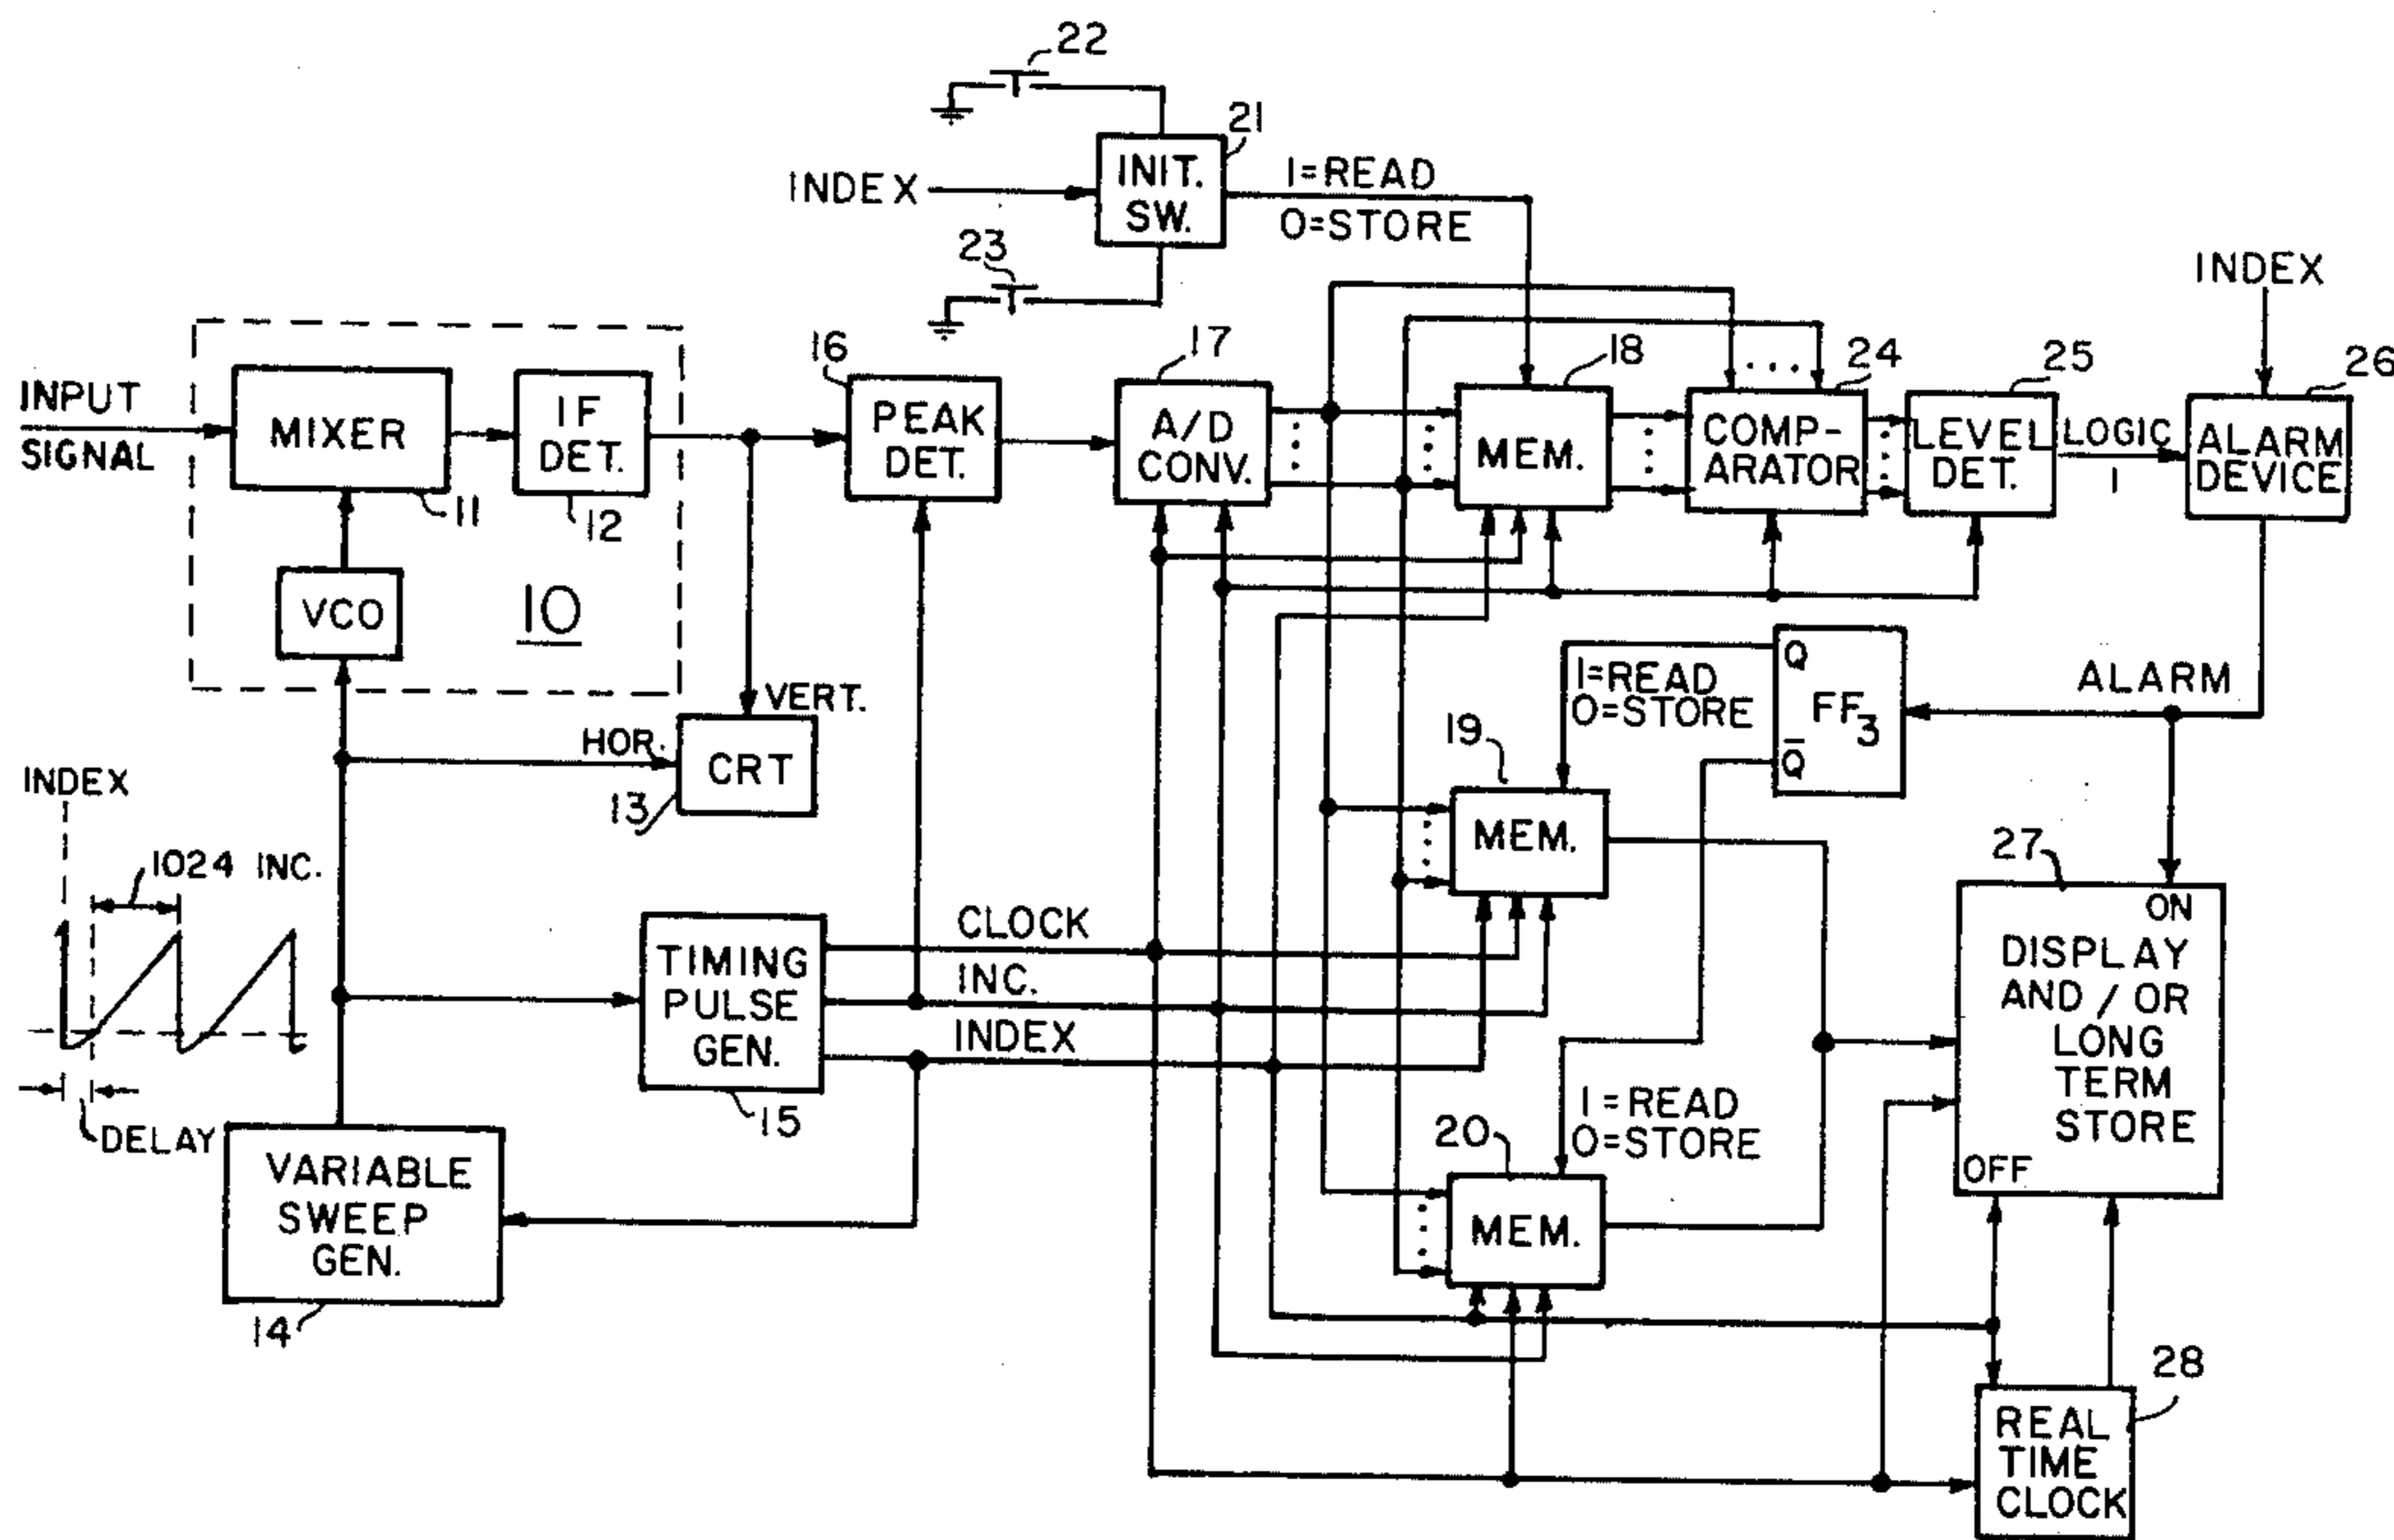 22
21
INIT.
SW.
INDEX
1=READ
0=STORE
23
INDEX
INPUT
SIGNAL
MIXER
11
IF
DET.
12
VCO
10
16
PEAK
DET.
17
A/D
CONV.
18
MEM.
24
COMP-
ARATOR
25
LEVEL
DET.
LOGIC
1
26
ALARM
DEVICE
VERT.
HOR.
CRT
13
Q
Q̅
FF3
1=READ
0=STORE
ALARM
19
MEM.
INDEX
1024 INC.
DELAY
VARIABLE
SWEEP
GEN.
14
TIMING
PULSE
GEN.
15
CLOCK
INC.
INDEX
1=READ
0=STORE
20
MEM.
27
ON
DISPLAY
AND/OR
LONG
TERM
STORE
OFF
28
REAL
TIME
CLOCK